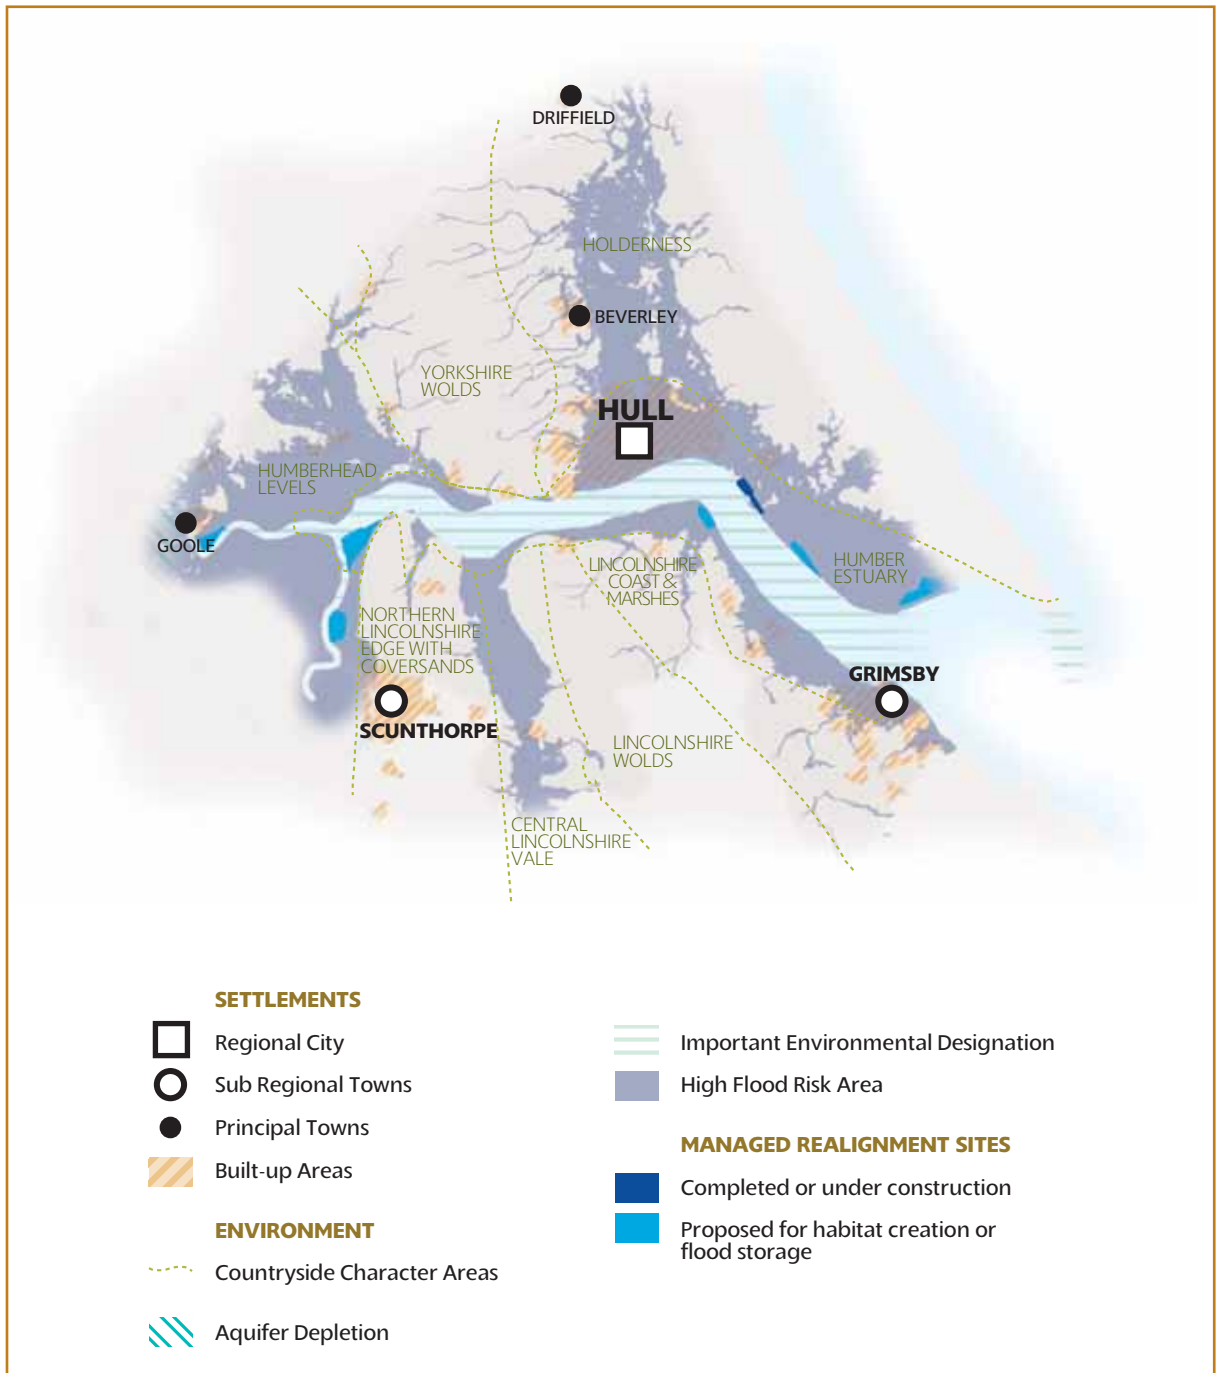 DRIFFIELD
HOLDERNESS
BEVERLEY
YORKSHIRE
WOLDS
HULL
HUMBERHEAD
LEVELS
GOOLE
HUMBER
ESTUARY
LINCOLNSHIRE
COAST &
MARSHES
NORTHERN
LINCOLNSHIRE
EDGE WITH
COVERSANDS
GRIMSBY
SCUNTHORPE
LINCOLNSHIRE
WOLDS
CENTRAL
LINCOLNSHIRE
VALE
SETTLEMENTS
Regional City
Sub Regional Towns
Principal Towns
Built-up Areas
ENVIRONMENT
Countryside Character Areas
Aquifer Depletion
Important Environmental Designation
High Flood Risk Area
MANAGED REALIGNMENT SITES
Completed or under construction
Proposed for habitat creation or
flood storage